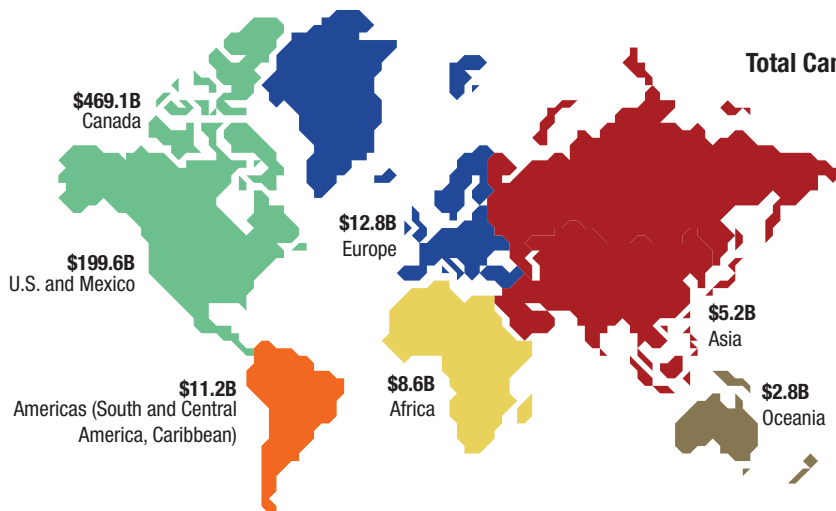 Total
$469.1B
Canada
$12.8B
Europe
$199.6B
U.S. and Mexico
$5.2B
Asia
$11.2B
Americas (South and Central
America, Caribbean)
$8.6B
Africa
$2.8B
Oceania